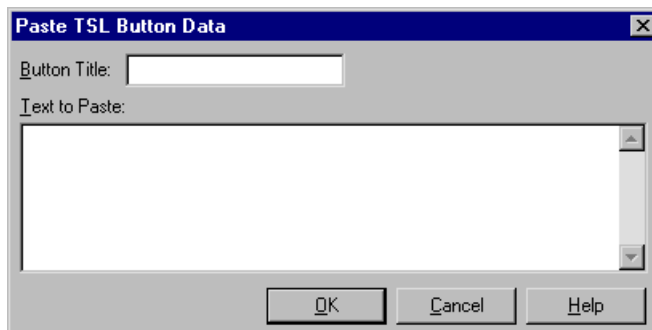 Paste TSL Button Data
Button Title:
Text to Paste:
OK Cancel Help